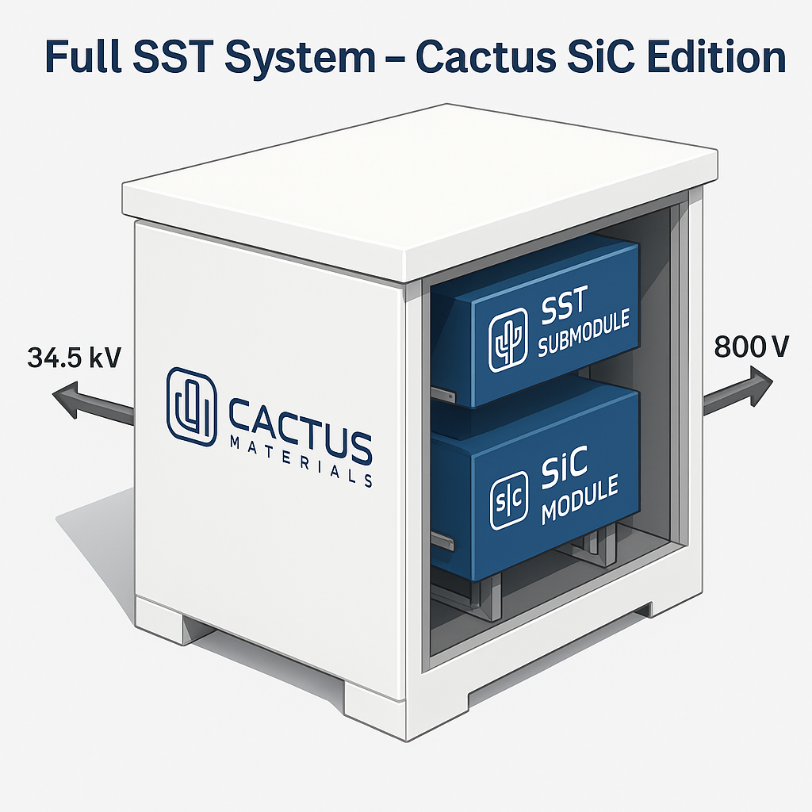 Full SST System – Cactus SiC Edition
34.5 kV
800 V
CACTUS
MATERIALS
SST
SUBMODULE
s|c
SiC
MODULE